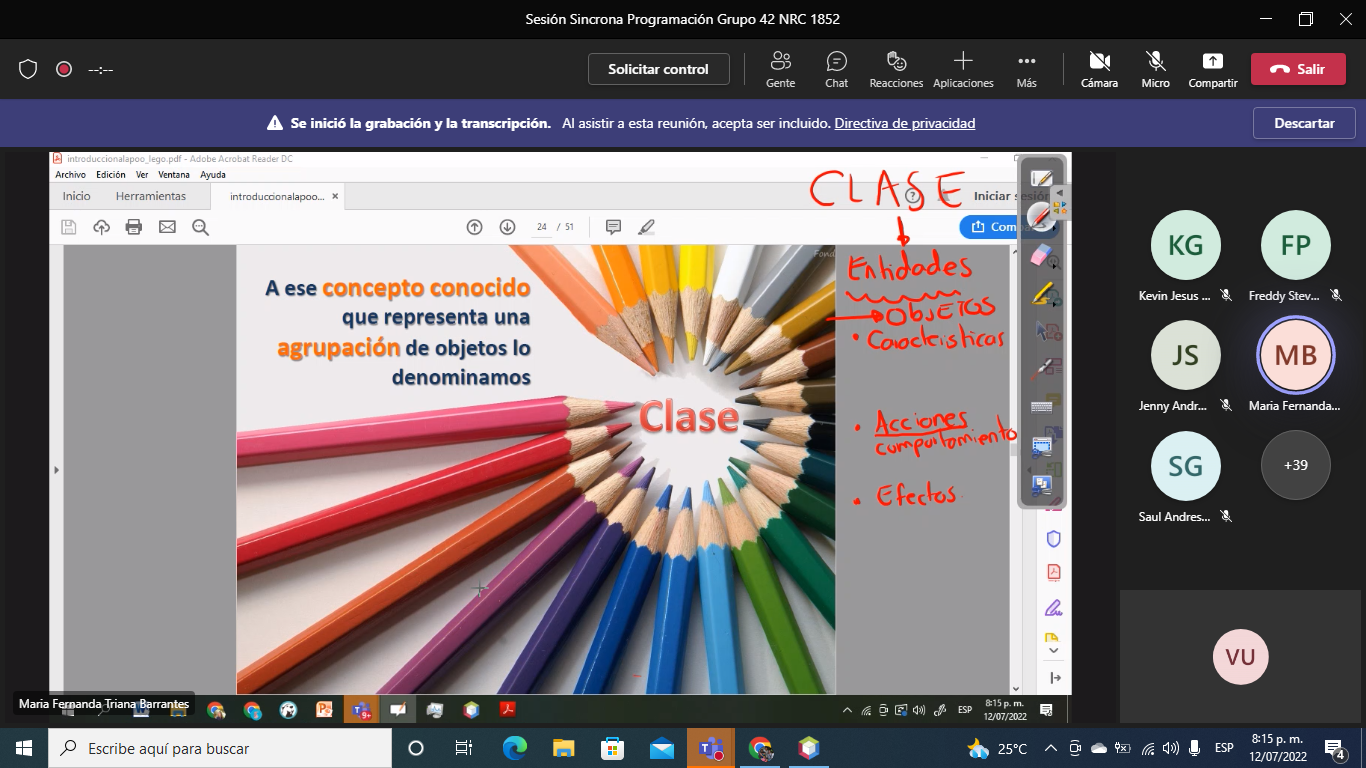 Sesión Sincrona Programación Grupo 42 NRC 1852
--:--
Solicitar control
Gente
Chat
Reacciones
Aplicaciones
Más
Cámara
Micro
Compartir
Salir
Se inició la grabación y la transcripción. Al asistir a esta reunión, acepta ser incluido. Directiva de privacidad
Descartar
introduccionalapoo_lego.pdf - Adobe Acrobat Reader DC
Archivo Edición Ver Ventana Ayuda
Inicio
Herramientas
introduccionalapoo...
Iniciar sesión
24 / 51
A ese concepto conocido
que representa una
agrupación de objetos lo
denominamos
Clase
CLASE
Entidades
OBJETOS
• Caracteisticas
• Acciones
comportamiento
• Efectos
KG
Kevin Jesus ...
FP
Freddy Stev...
JS
Jenny Andr...
MB
Maria Fernanda...
SG
Saul Andres...
+39
VU
Maria Fernanda Triana Barrantes
9+
ESP
8:15 p. m.
12/07/2022
Escribe aquí para buscar
25°C
ESP
8:15 p. m.
12/07/2022
4